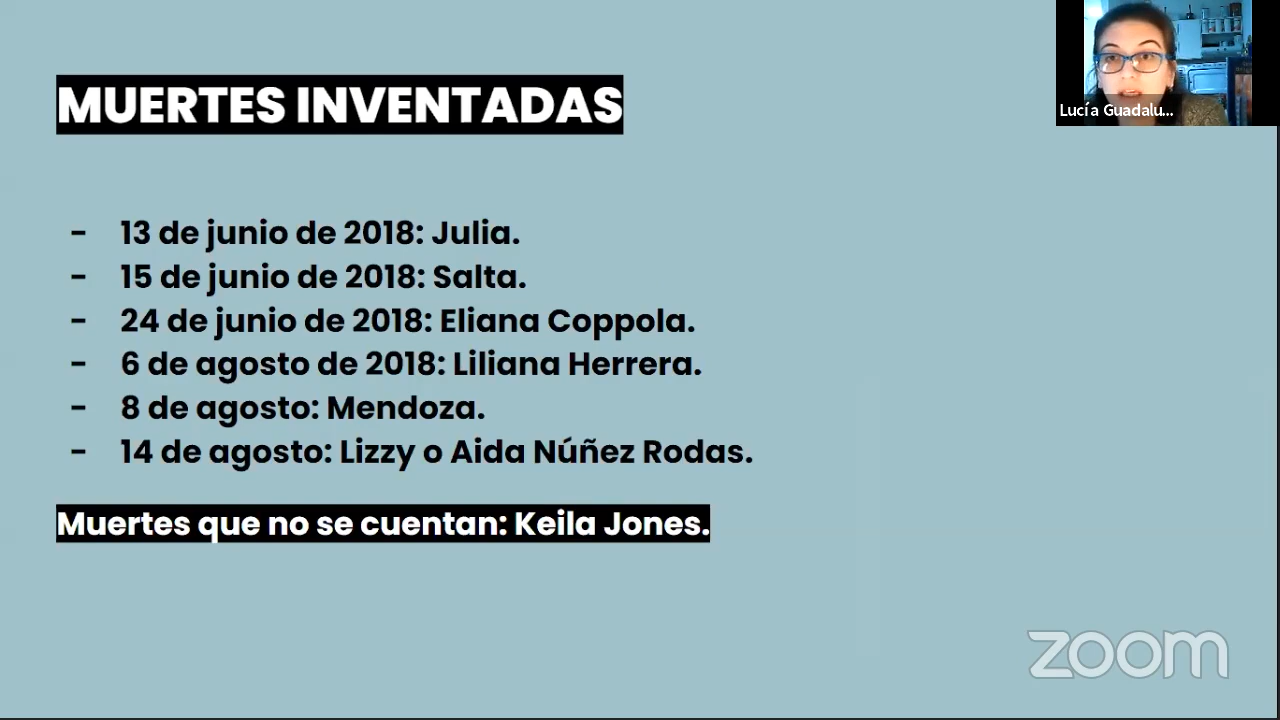 MUERTES INVENTADAS
Lucía Guadalu...
- 13 de junio de 2018: Julia.
- 15 de junio de 2018: Salta.
- 24 de junio de 2018: Eliana Coppola.
- 6 de agosto de 2018: Liliana Herrera.
- 8 de agosto: Mendoza.
- 14 de agosto: Lizzy o Aida Núñez Rodas.
Muertes que no se cuentan: Keila Jones.
zoom